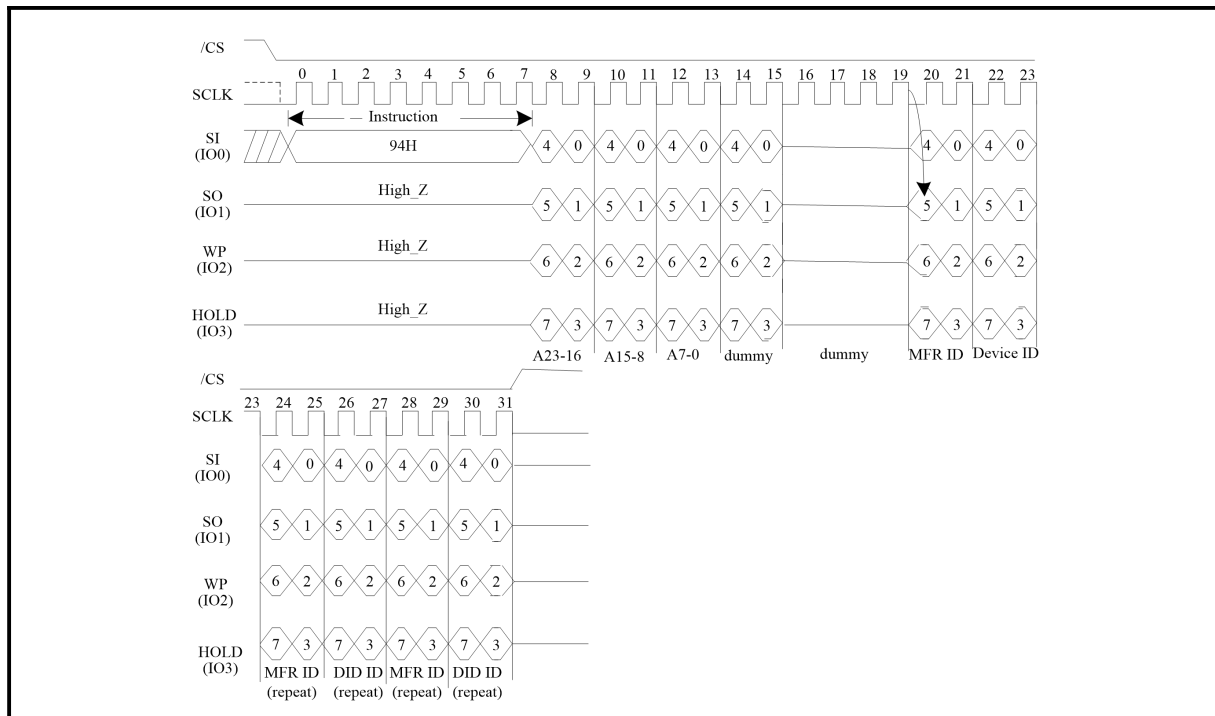 /CS
0 1 2 3 4 5 6 7 8 9 10 11 12 13 14 15 16 17 18 19 20 21 22 23
SCLK
Instruction
SI
(IO0)
94H
4 0 4 0 4 0 4 0 4 0 4 0
SO
(IO1)
High_Z
5 1 5 1 5 1 5 1 5 1 5 1
WP
(IO2)
High_Z
6 2 6 2 6 2 6 2 6 2 6 2
HOLD
(IO3)
High_Z
7 3 7 3 7 3 7 3 7 3 7 3
A23-16 A15-8 A7-0 dummy dummy MFR ID Device ID
/CS
23 24 25 26 27 28 29 30 31
SCLK
SI
(IO0)
4 0 4 0 4 0 4 0
SO
(IO1)
5 1 5 1 5 1 5 1
WP
(IO2)
6 2 6 2 6 2 6 2
HOLD
(IO3)
7 3 7 3 7 3 7 3
MFR ID DID ID MFR ID DID ID
(repeat) (repeat) (repeat) (repeat)